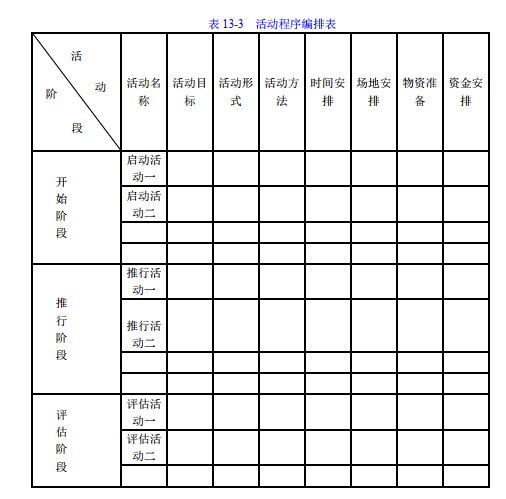 表 13-3 活动程序编排表
活
动
阶
段
活动名
称
活动目
标
活动形
式
活动方
法
时间安
排
场地安
排
物资准
备
资金安
排
开
始
阶
段
启动活
动一
启动活
动二
推
行
阶
段
推行活
动一
推行活
动二
评
估
阶
段
评估活
动一
评估活
动二